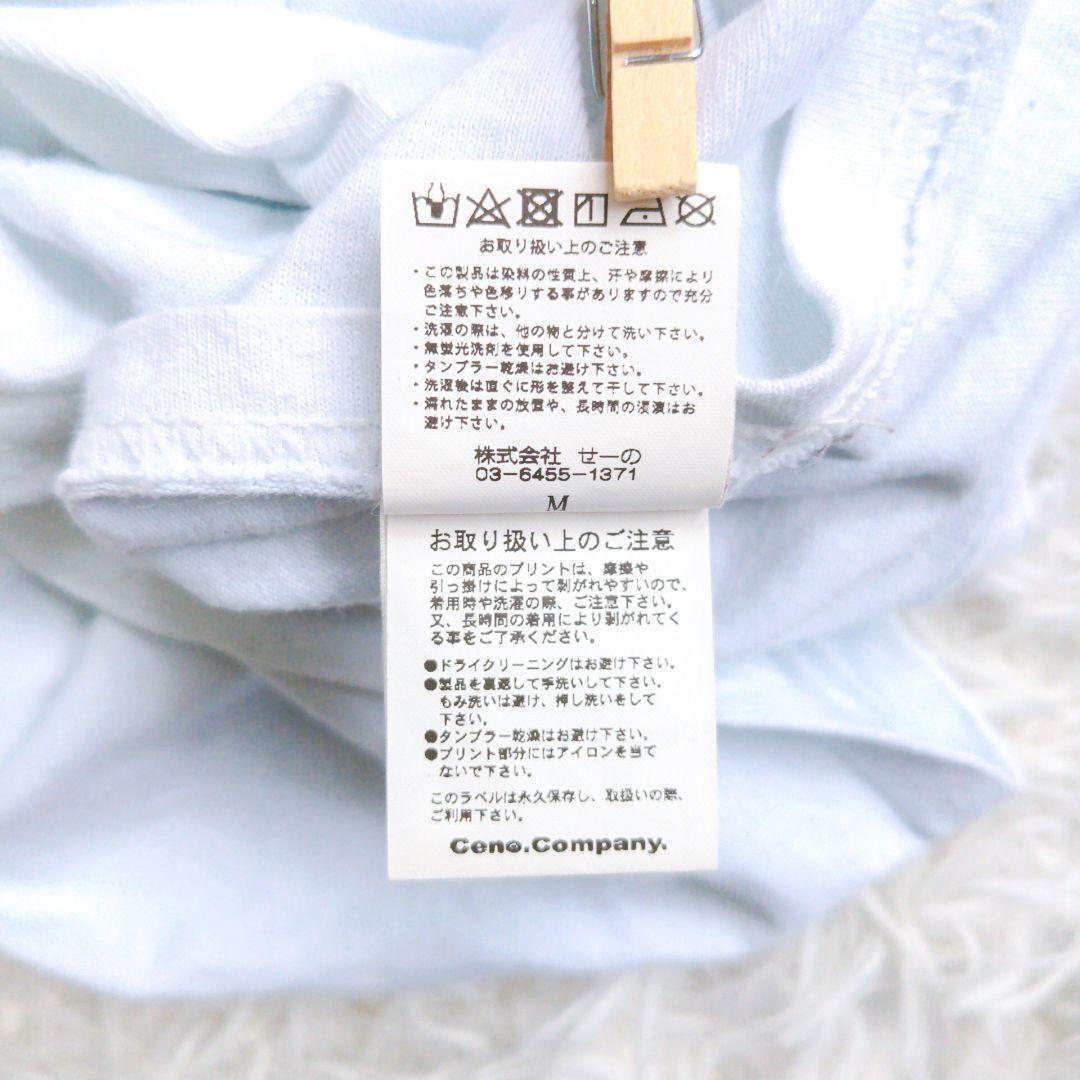 お取り扱い上のご注意
・この製品は染料の性質上、汗や摩擦により
色落ちや色移りする事がありますので充分
ご注意下さい。
・洗濯の際は、他の物と分けて洗い下さい。
・無蛍光洗剤を使用して下さい。
・タンブラー乾燥はお避け下さい。
・洗濯後は直ぐに形を整えて干して下さい。
・濡れたままの放置や、長時間の浸漬はお
避け下さい。
株式会社 せーの
03-6455-1371
M
お取り扱い上のご注意
この商品のプリントは、摩擦や
引っ掛けによって剥がれやすいので、
着用時や洗濯の際、ご注意下さい。
又、長時間の着用により剥がれてく
る事をご了承ください。
●ドライクリーニングはお避け下さい。
●製品を裏返して手洗いして下さい。
もみ洗いは避け、押し洗いをして
下さい。
●タンブラー乾燥はお避け下さい。
●プリント部分にはアイロンを当て
ないで下さい。
このラベルは永久保存し、取扱いの際、
ご利用下さい。
Ceno.Company.